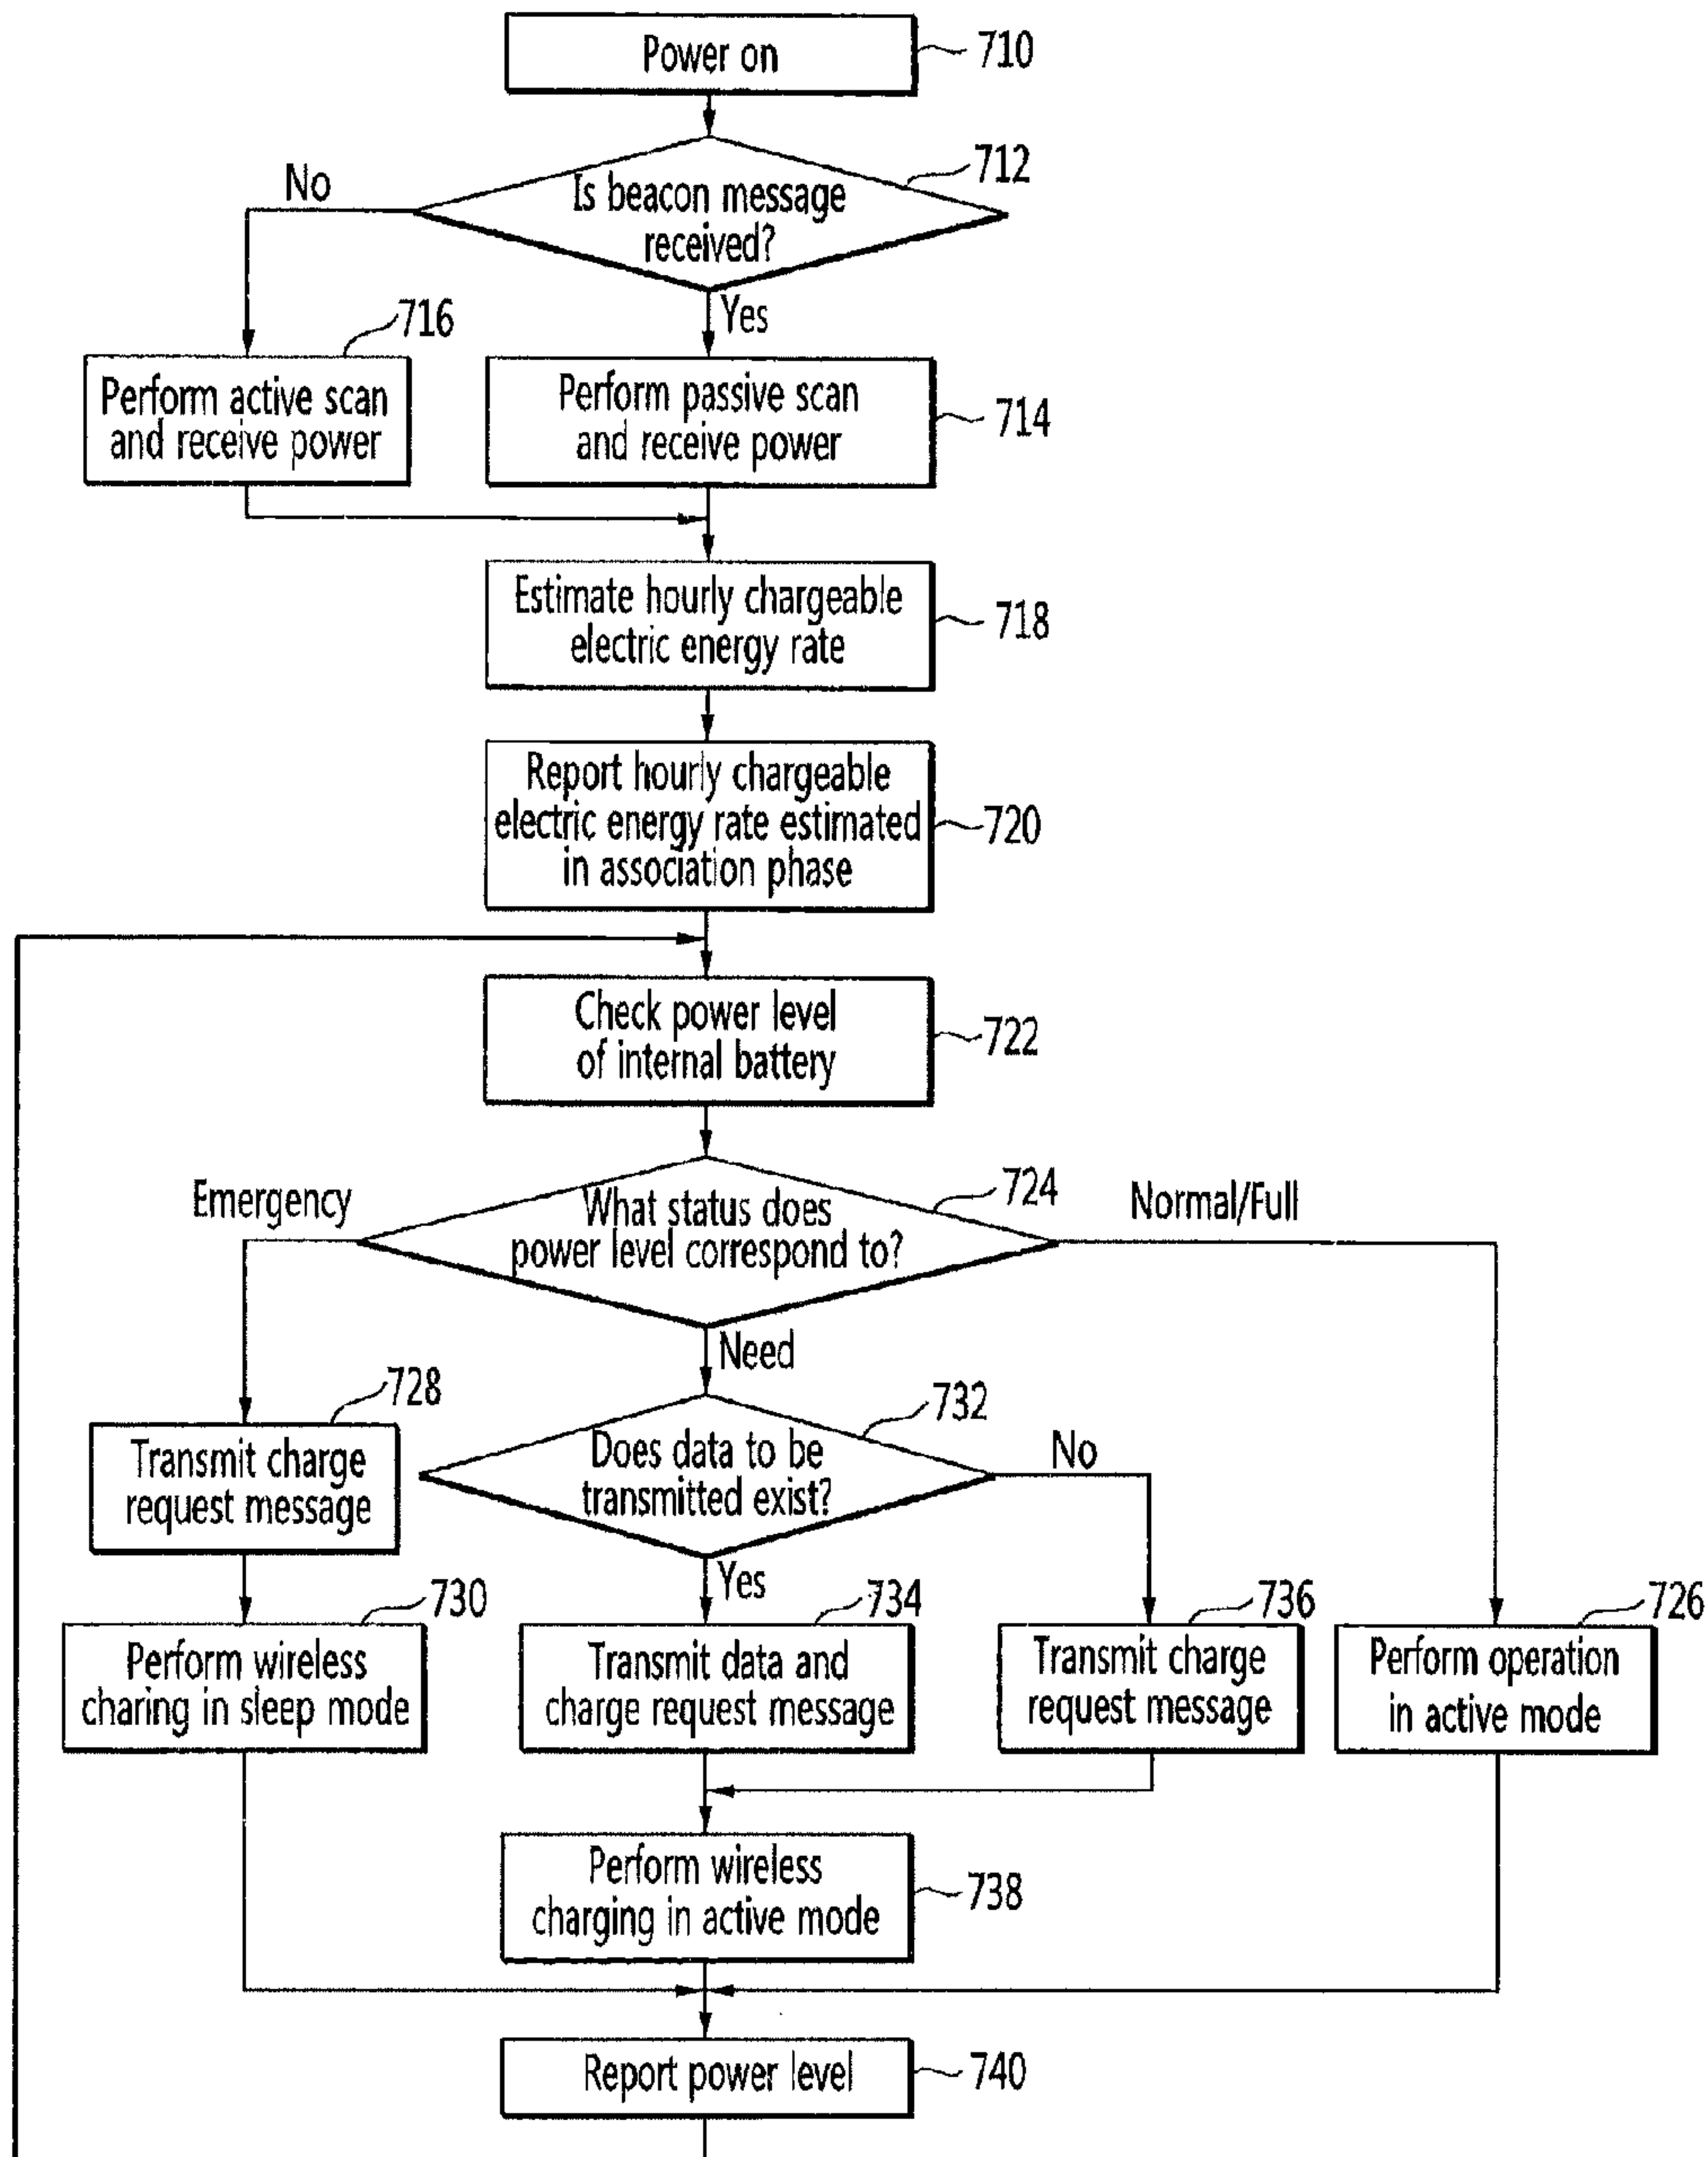 Power on
710
712
No
Is beacon message
received?
Yes
716
Perform active scan
and receive power
Perform passive scan
and receive power
714
Estimate hourly chargeable
electric energy rate
718
Report hourly chargeable
electric energy rate estimated
in association phase
720
Check power level
of internal battery
722
724
Emergency
What status does
power level correspond to?
Normal/Full
Need
728
Transmit charge
request message
732
Does data to be
transmitted exist?
No
Yes
730
Perform wireless
charing in sleep mode
734
Transmit data and
charge request message
736
Transmit charge
request message
726
Perform operation
in active mode
Perform wireless
charging in active mode
738
Report power level
740